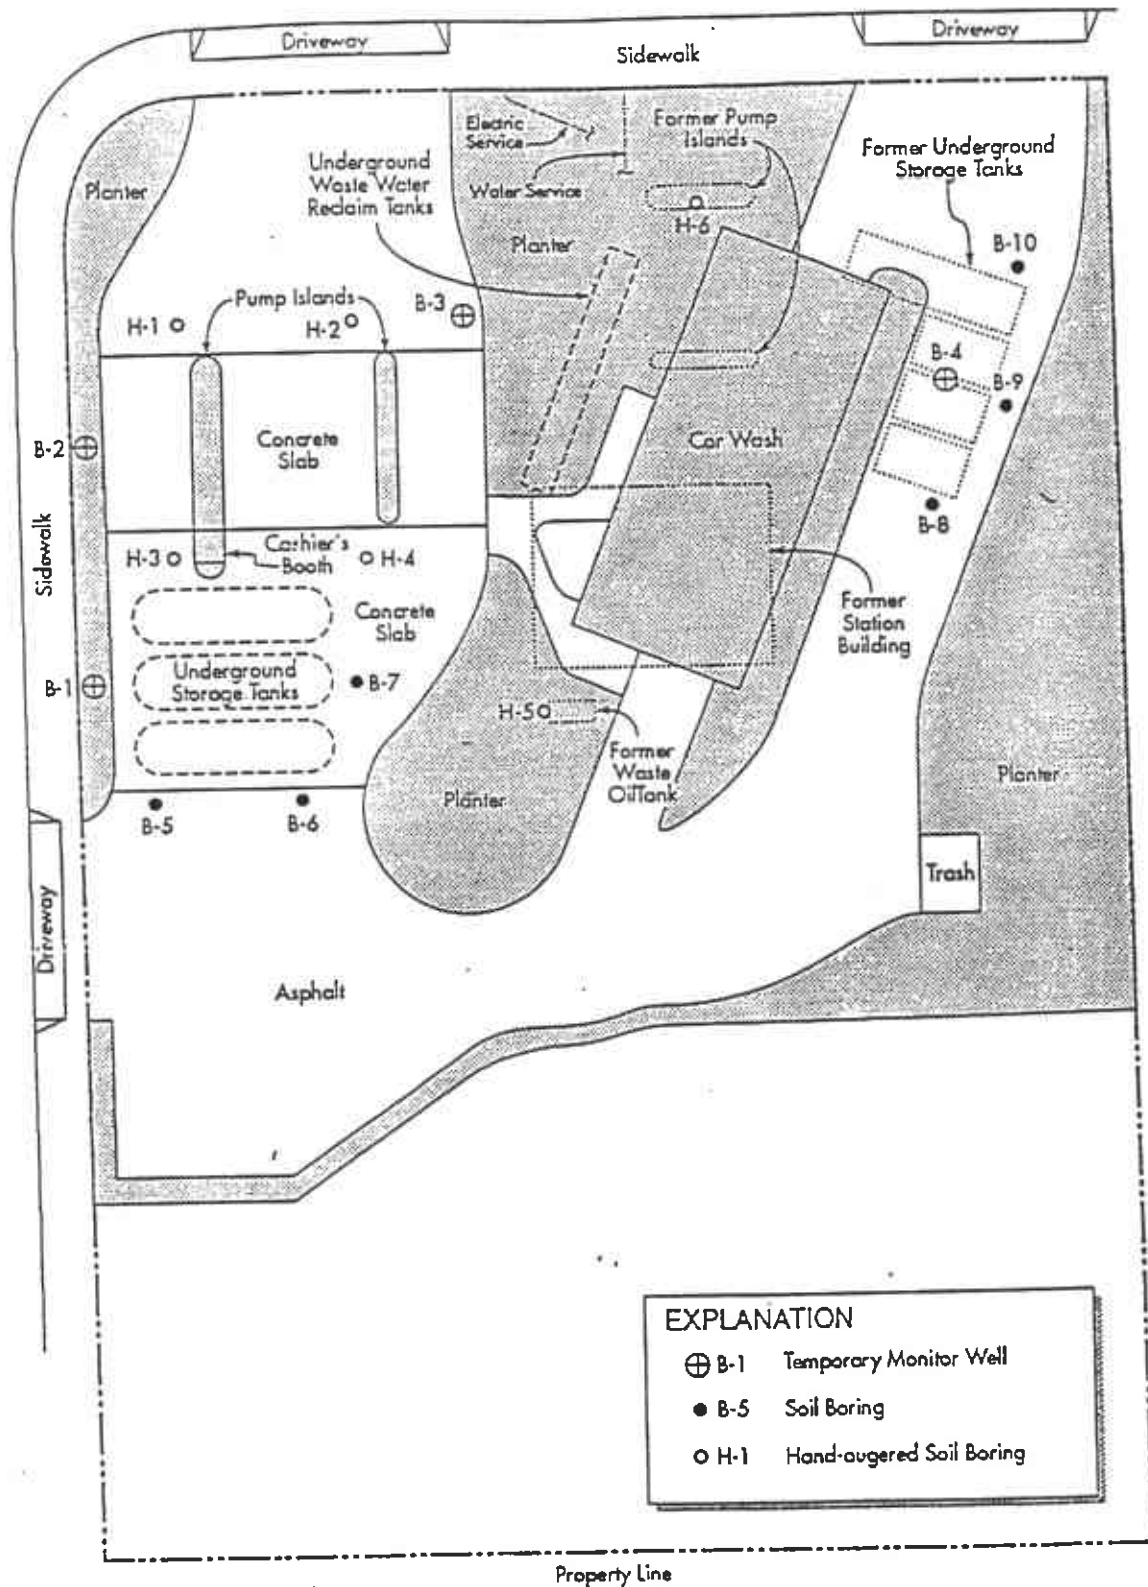 Driveway
Driveway
Sidewalk
Electric
Service
Former Pump
Islands
Former Underground
Storage Tanks
Underground
Waste Water
Reclaim Tanks
Planter
Water Service
H-6
Planter
B-10
Pump Islands
B-3
H-1
H-2
B-4
B-9
B-2
Concrete
Slab
Car Wash
B-8
Sidewalk
H-3
Cashier's
Booth
H-4
Concrete
Slab
Former
Station
Building
B-1
Underground
Storage Tanks
B-7
H-5
Former
Waste
Oil Tank
Planter
Planter
B-5
B-6
Trash
Driveway
Asphalt
EXPLANATION
B-1 Temporary Monitor Well
B-5 Soil Boring
H-1 Hand-augered Soil Boring
Property Line